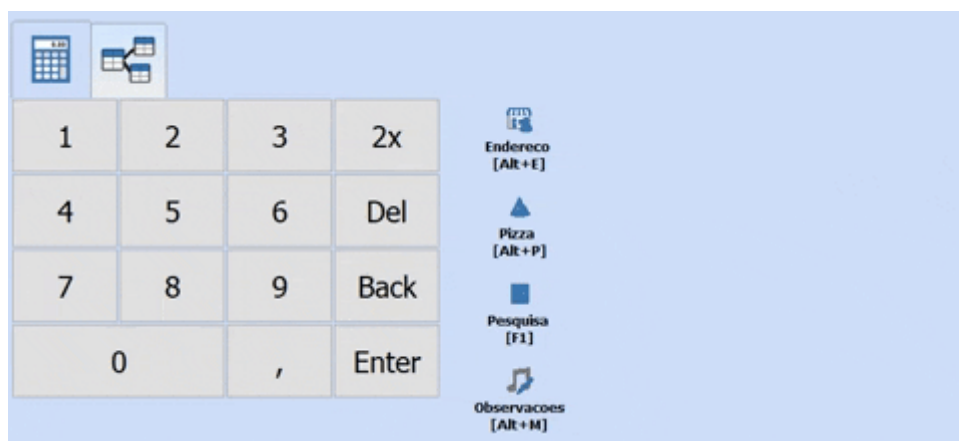 1 2 3 2x
4 5 6 Del
7 8 9 Back
0 , Enter
Endereco
[Alt+E]
Pizza
[Alt+P]
Pesquisa
[F1]
Observacoes
[Alt+M]